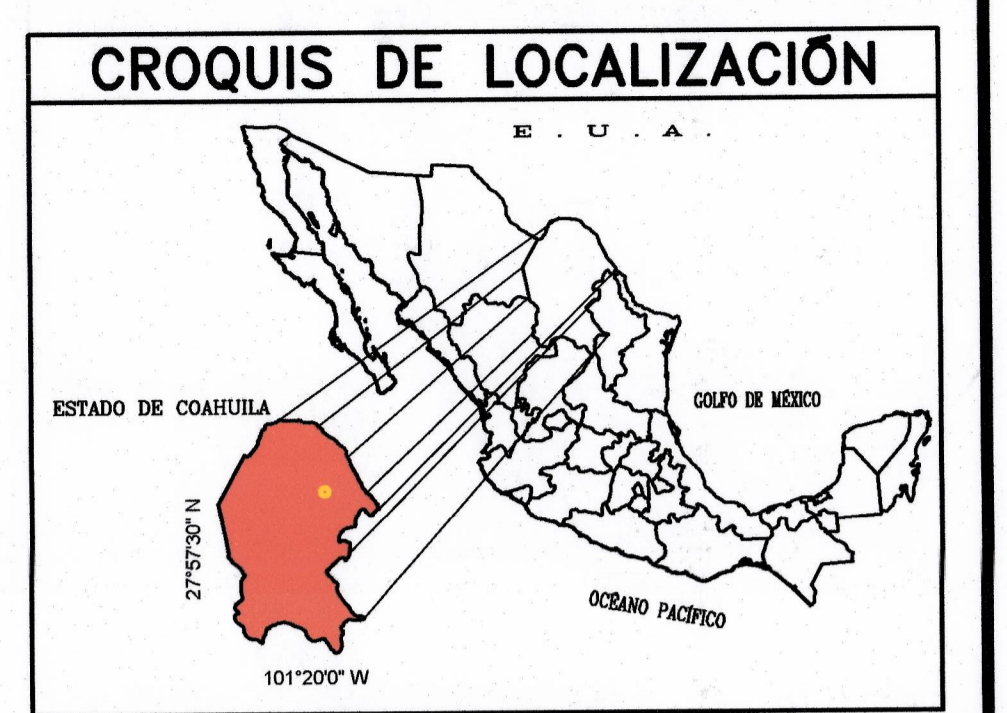 CROQUIS DE LOCALIZACIÓN
E . U . A .
ESTADO DE COAHUILA
GOLFO DE MÉXICO
27°57'30" N
OCÉANO PACÍFICO
101°20'0" W